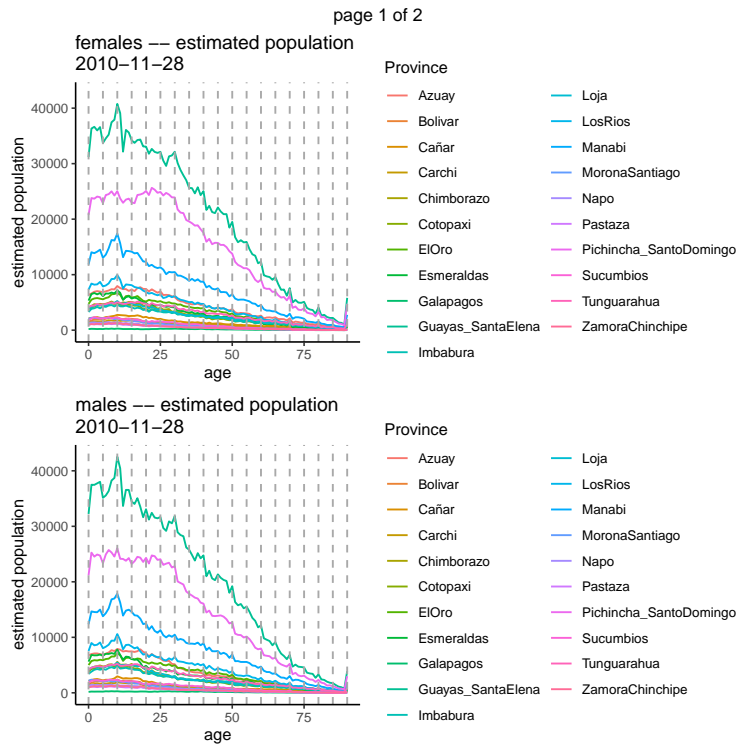 page 1 of 2
females −− estimated population
2010−11−28
Province
Azuay
Bolivar
Cañar
Carchi
Chimborazo
Cotopaxi
ElOro
Esmeraldas
Galapagos
Guayas_SantaElena
Imbabura
Loja
LosRios
Manabi
MoronaSantiago
Napo
Pastaza
Pichincha_SantoDomingo
Sucumbios
Tunguarahua
ZamoraChinchipe
estimated population
40000
30000
20000
10000
0
0 25 50 75
age
males −− estimated population
2010−11−28
Province
Azuay
Bolivar
Cañar
Carchi
Chimborazo
Cotopaxi
ElOro
Esmeraldas
Galapagos
Guayas_SantaElena
Imbabura
Loja
LosRios
Manabi
MoronaSantiago
Napo
Pastaza
Pichincha_SantoDomingo
Sucumbios
Tunguarahua
ZamoraChinchipe
estimated population
40000
30000
20000
10000
0
0 25 50 75
age